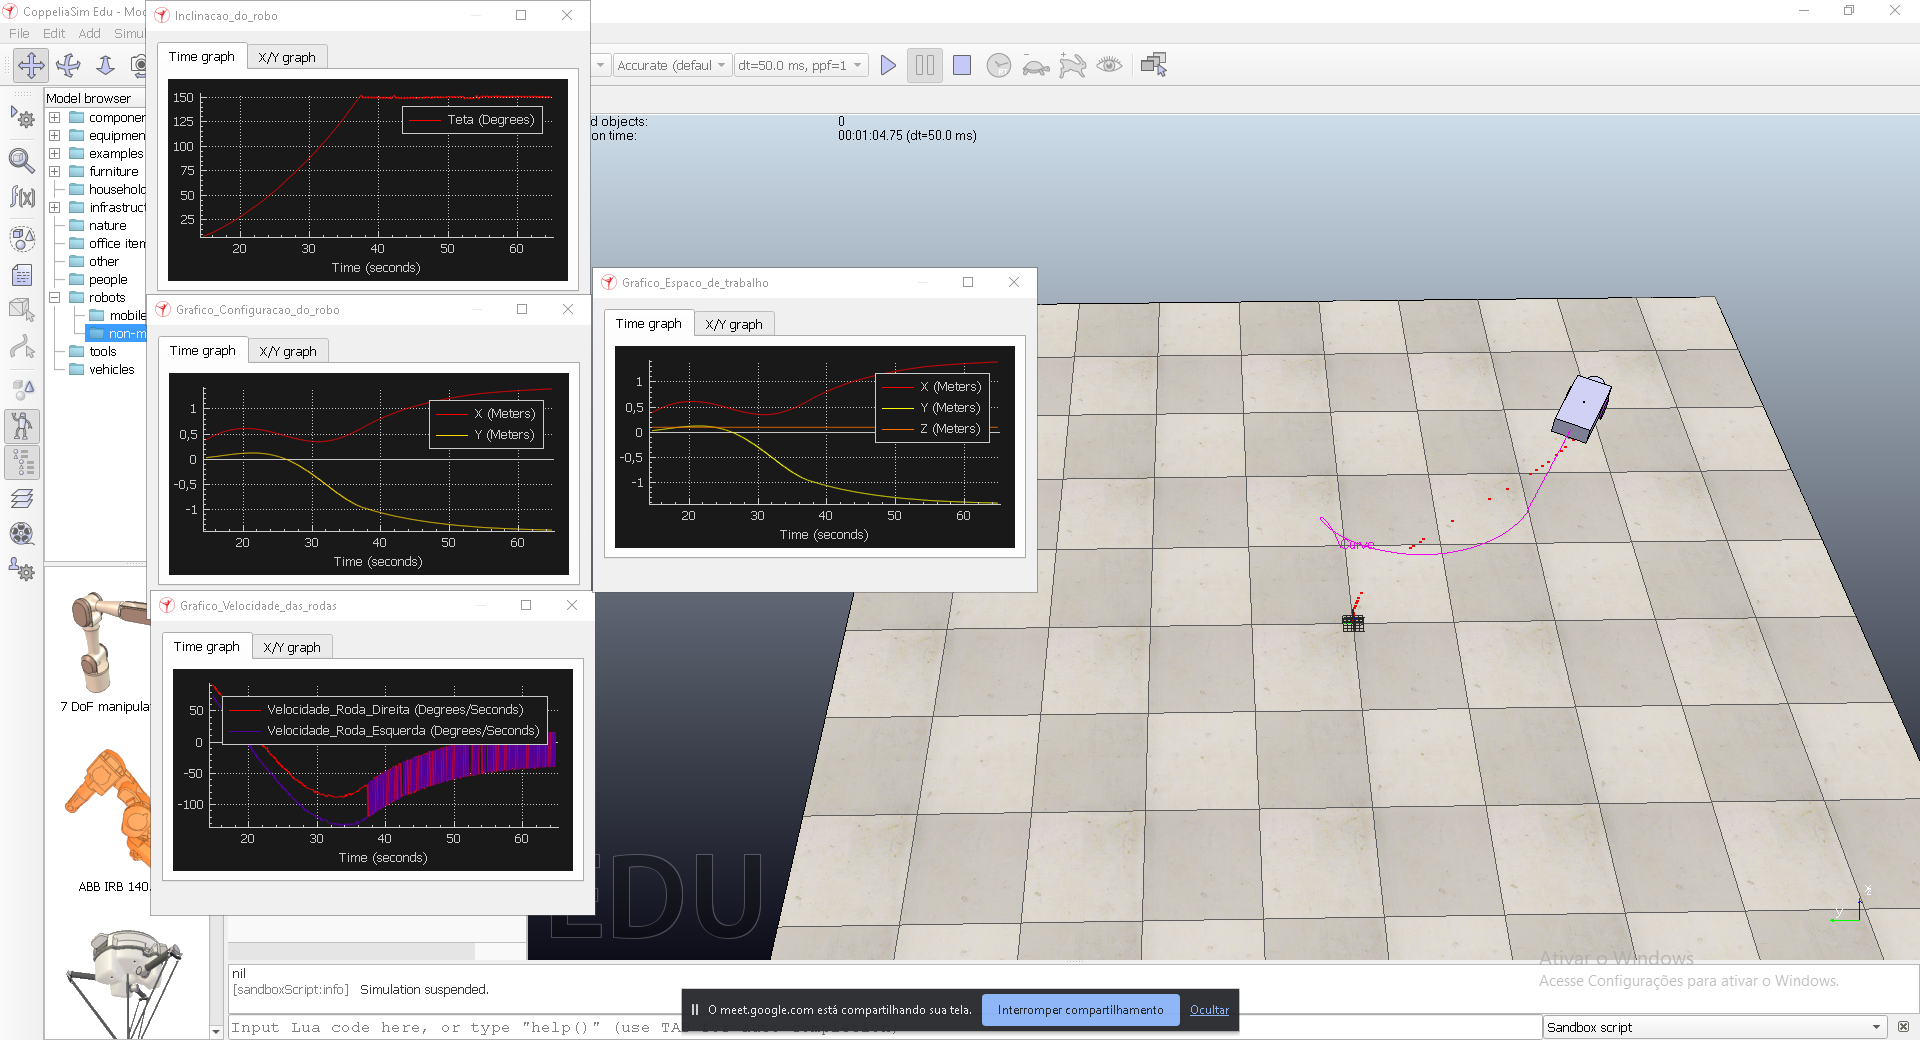 CoppeliaSim Edu - Mo
File Edit Add Simu
Accurate (defaul
dt=50.0 ms, ppf=1
Model browser
componer
equipmen
examples
furniture
househol
infrastruct
nature
office item
other
people
robots
mobile
non-m
tools
vehicles
7 DoF manipula
ABB IRB 140.
Inclinacao_do_robo
Time graph
X/Y graph
150
125
100
75
50
25
20
30
40
50
60
Teta (Degrees)
Time (seconds)
Grafico_Configuracao_do_robo
Time graph
X/Y graph
1
0,5
0
-0,5
-1
20
30
40
50
60
X (Meters)
Y (Meters)
Time (seconds)
Grafico_Velocidade_das_rodas
Time graph
X/Y graph
50
0
-50
-100
20
30
40
50
60
Velocidade_Roda_Direita (Degrees/Seconds)
Velocidade_Roda_Esquerda (Degrees/Seconds)
Time (seconds)
Grafico_Espaco_de_trabalho
Time graph
X/Y graph
1
0,5
0
-0,5
-1
20
30
40
50
60
X (Meters)
Y (Meters)
Z (Meters)
Time (seconds)
d objects: 0
on time: 00:01:04.75 (dt=50.0 ms)
Curve
EDU
x
z
y
Ativar o Windows
Acesse Configurações para ativar o Windows.
nil
[sandboxScript:info] Simulation suspended.
Input Lua code here, or type "help()" (use TA
Sandbox script
O meet.google.com está compartilhando sua tela.
Interromper compartilhamento
Ocultar